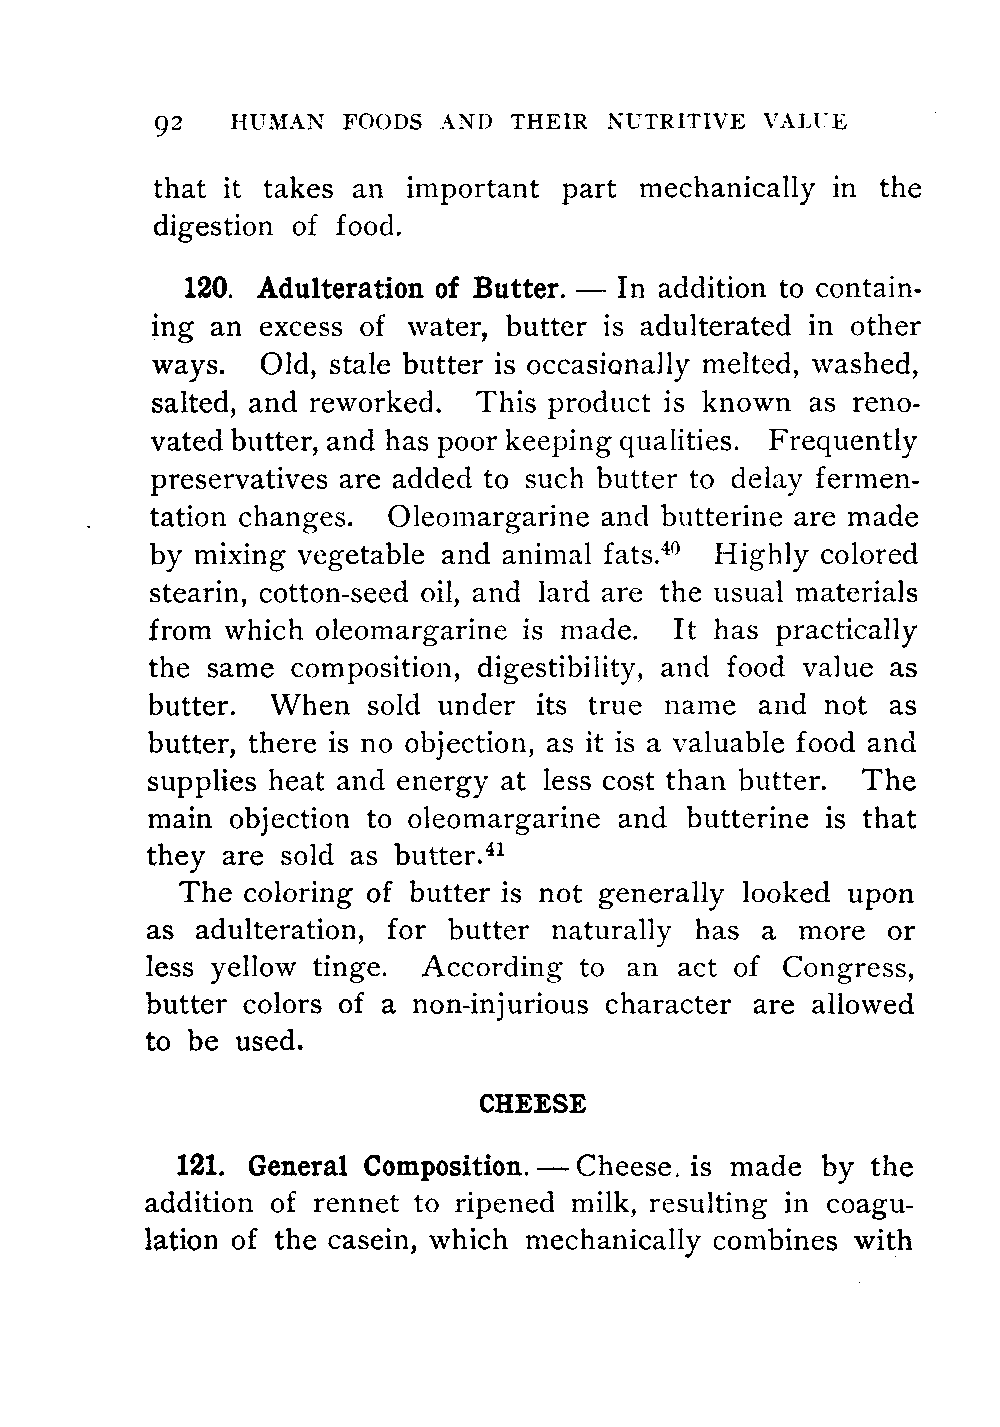 92 HUMAN FOODS AND THEIR NUTRITIVE VALUE
that it takes an important part mechanically in the
digestion of food.
120. Adulteration of Butter. — In addition to contain-
ing an excess of water, butter is adulterated in other
ways. Old, stale butter is occasionally melted, washed,
salted, and reworked. This product is known as reno-
vated butter, and has poor keeping qualities. Frequently
preservatives are added to such butter to delay fermen-
tation changes. Oleomargarine and butterine are made
by mixing vegetable and animal fats.⁴⁰ Highly colored
stearin, cotton-seed oil, and lard are the usual materials
from which oleomargarine is made. It has practically
the same composition, digestibility, and food value as
butter. When sold under its true name and not as
butter, there is no objection, as it is a valuable food and
supplies heat and energy at less cost than butter. The
main objection to oleomargarine and butterine is that
they are sold as butter.⁴¹
The coloring of butter is not generally looked upon
as adulteration, for butter naturally has a more or
less yellow tinge. According to an act of Congress,
butter colors of a non-injurious character are allowed
to be used.
CHEESE
121. General Composition. — Cheese. is made by the
addition of rennet to ripened milk, resulting in coagu-
lation of the casein, which mechanically combines with